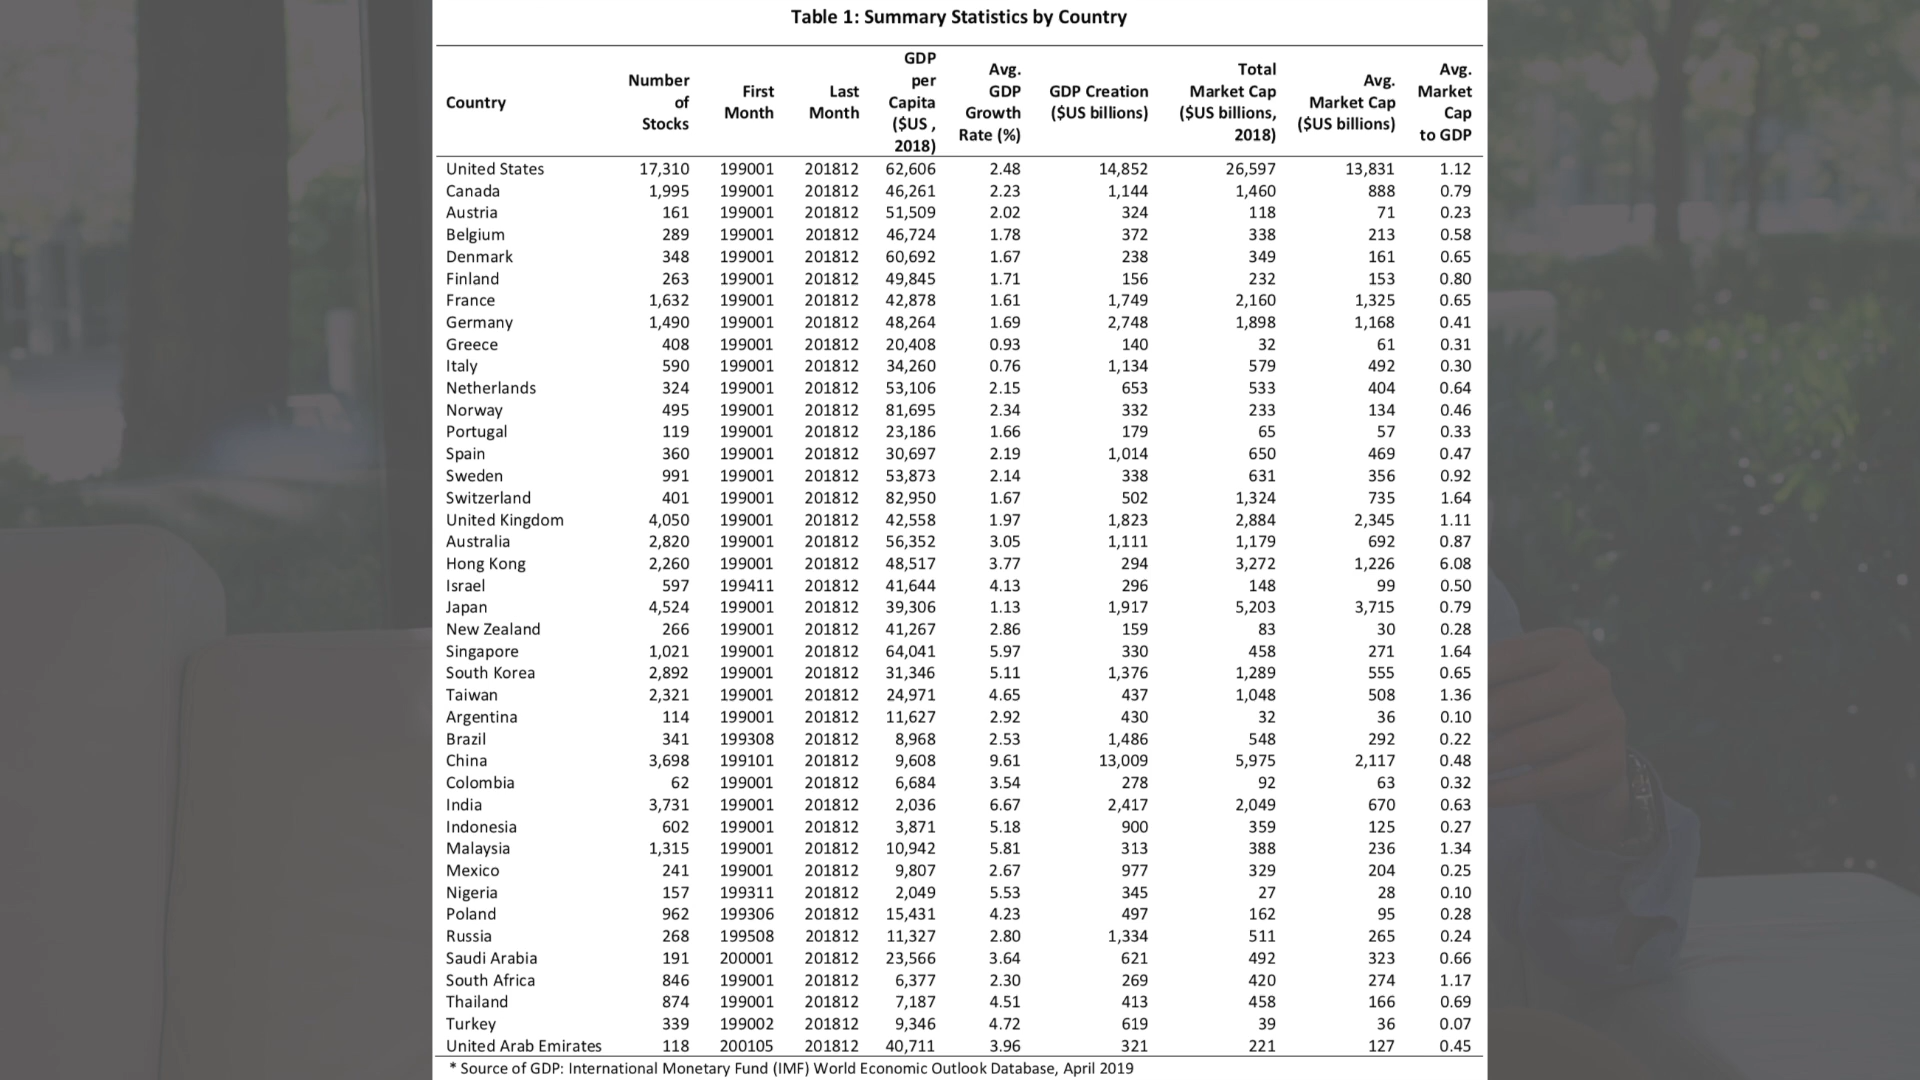 Table 1: Summary Statistics by Country
Country Number of Stocks First Month Last Month GDP per Capita ($US , 2018) Avg. GDP Growth Rate (%) GDP Creation ($US billions) Total Market Cap ($US billions, 2018) Avg. Market Cap ($US billions) Avg. Market Cap to GDP
United States 17,310 199001 201812 62,606 2.48 14,852 26,597 13,831 1.12
Canada 1,995 199001 201812 46,261 2.23 1,144 1,460 888 0.79
Austria 161 199001 201812 51,509 2.02 324 118 71 0.23
Belgium 289 199001 201812 46,724 1.78 372 338 213 0.58
Denmark 348 199001 201812 60,692 1.67 238 349 161 0.65
Finland 263 199001 201812 49,845 1.71 156 232 153 0.80
France 1,632 199001 201812 42,878 1.61 1,749 2,160 1,325 0.65
Germany 1,490 199001 201812 48,264 1.69 2,748 1,898 1,168 0.41
Greece 408 199001 201812 20,408 0.93 140 32 61 0.31
Italy 590 199001 201812 34,260 0.76 1,134 579 492 0.30
Netherlands 324 199001 201812 53,106 2.15 653 533 404 0.64
Norway 495 199001 201812 81,695 2.34 332 233 134 0.46
Portugal 119 199001 201812 23,186 1.66 179 65 57 0.33
Spain 360 199001 201812 30,697 2.19 1,014 650 469 0.47
Sweden 991 199001 201812 53,873 2.14 338 631 356 0.92
Switzerland 401 199001 201812 82,950 1.67 502 1,324 735 1.64
United Kingdom 4,050 199001 201812 42,558 1.97 1,823 2,884 2,345 1.11
Australia 2,820 199001 201812 56,352 3.05 1,111 1,179 692 0.87
Hong Kong 2,260 199001 201812 48,517 3.77 294 3,272 1,226 6.08
Israel 597 199411 201812 41,644 4.13 296 148 99 0.50
Japan 4,524 199001 201812 39,306 1.13 1,917 5,203 3,715 0.79
New Zealand 266 199001 201812 41,267 2.86 159 83 30 0.28
Singapore 1,021 199001 201812 64,041 5.97 330 458 271 1.64
South Korea 2,892 199001 201812 31,346 5.11 1,376 1,289 555 0.65
Taiwan 2,321 199001 201812 24,971 4.65 437 1,048 508 1.36
Argentina 114 199001 201812 11,627 2.92 430 32 36 0.10
Brazil 341 199308 201812 8,968 2.53 1,486 548 292 0.22
China 3,698 199101 201812 9,608 9.61 13,009 5,975 2,117 0.48
Colombia 62 199001 201812 6,684 3.54 278 92 63 0.32
India 3,731 199001 201812 2,036 6.67 2,417 2,049 670 0.63
Indonesia 602 199001 201812 3,871 5.18 900 359 125 0.27
Malaysia 1,315 199001 201812 10,942 5.81 313 388 236 1.34
Mexico 241 199001 201812 9,807 2.67 977 329 204 0.25
Nigeria 157 199311 201812 2,049 5.53 345 27 28 0.10
Poland 962 199306 201812 15,431 4.23 497 162 95 0.28
Russia 268 199508 201812 11,327 2.80 1,334 511 265 0.24
Saudi Arabia 191 200001 201812 23,566 3.64 621 492 323 0.66
South Africa 846 199001 201812 6,377 2.30 269 420 274 1.17
Thailand 874 199001 201812 7,187 4.51 413 458 166 0.69
Turkey 339 199002 201812 9,346 4.72 619 39 36 0.07
United Arab Emirates 118 200105 201812 40,711 3.96 321 221 127 0.45
* Source of GDP: International Monetary Fund (IMF) World Economic Outlook Database, April 2019